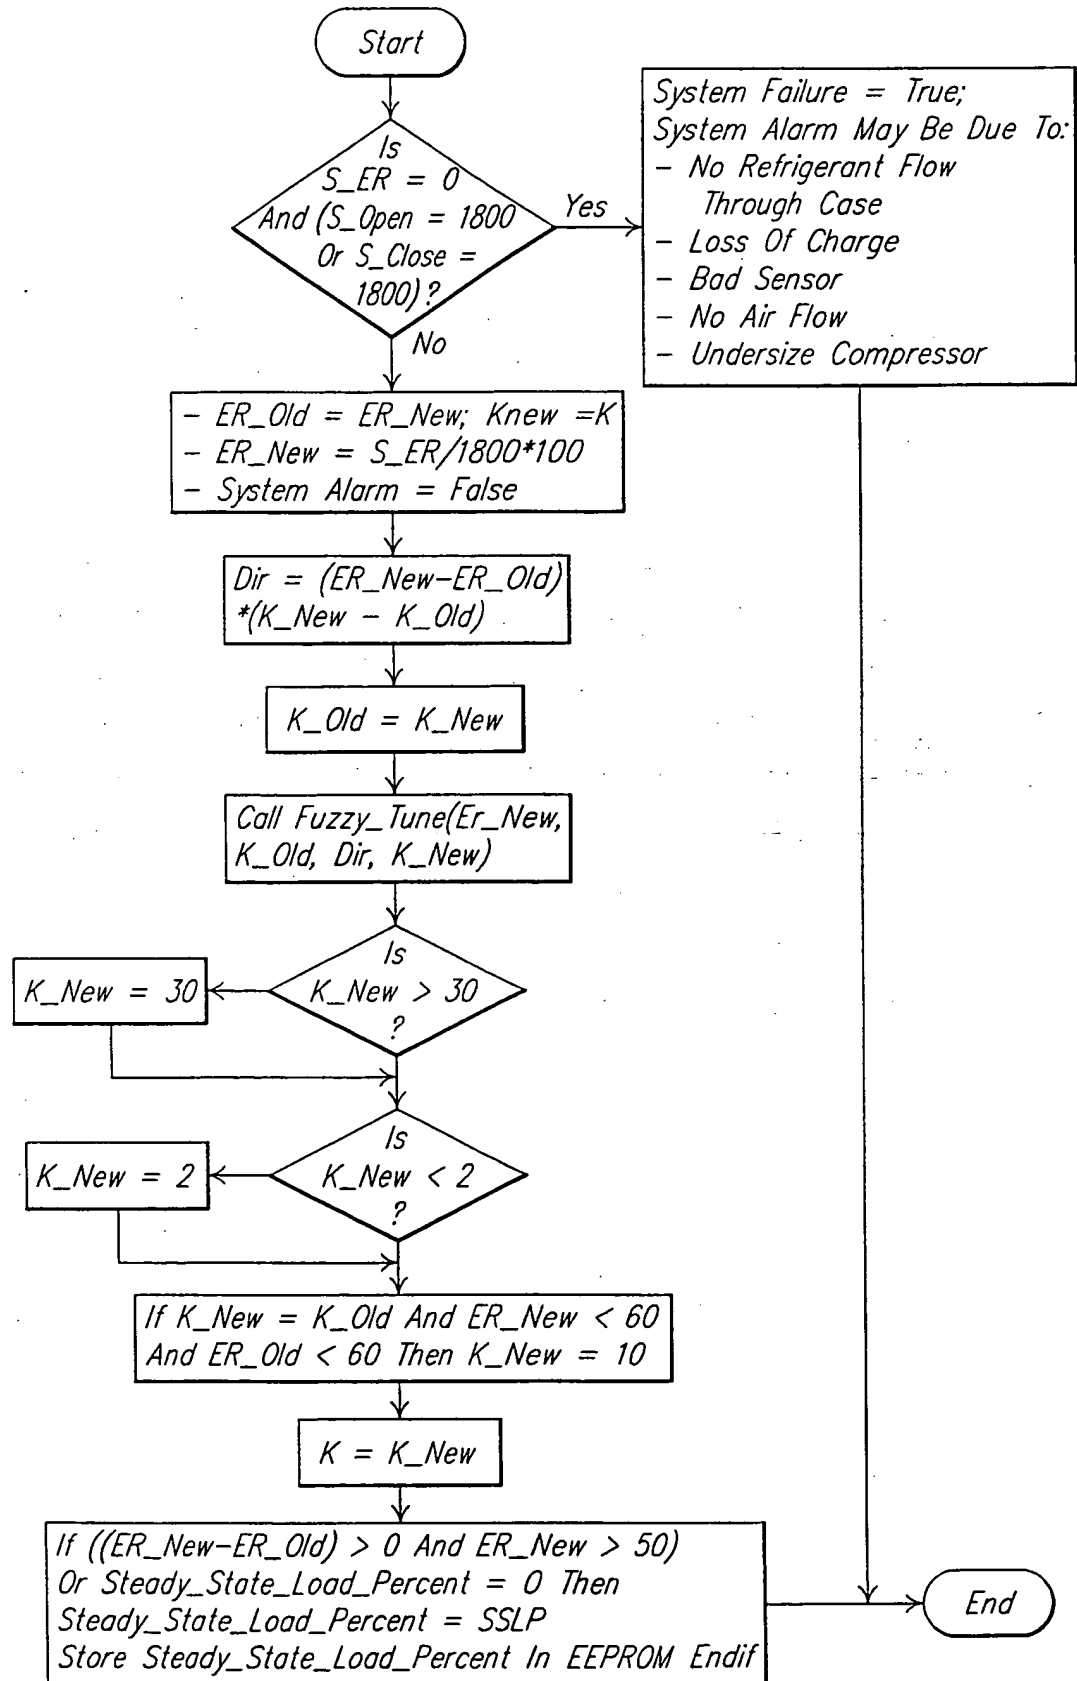 Start
Is
S_ER = 0
And (S_Open = 1800
Or S_Close =
1800)?
Yes
No
System Failure = True;
System Alarm May Be Due To:
- No Refrigerant Flow
Through Case
- Loss Of Charge
- Bad Sensor
- No Air Flow
- Undersize Compressor
- ER_Old = ER_New; Knew =K
- ER_New = S_ER/1800*100
- System Alarm = False
Dir = (ER_New-ER_Old)
*(K_New - K_Old)
K_Old = K_New
Call Fuzzy_Tune(Er_New,
K_Old, Dir, K_New)
Is
K_New > 30
?
K_New = 30
Is
K_New < 2
?
K_New = 2
If K_New = K_Old And ER_New < 60
And ER_Old < 60 Then K_New = 10
K = K_New
If ((ER_New-ER_Old) > 0 And ER_New > 50)
Or Steady_State_Load_Percent = 0 Then
Steady_State_Load_Percent = SSLP
Store Steady_State_Load_Percent In EEPROM Endif
End